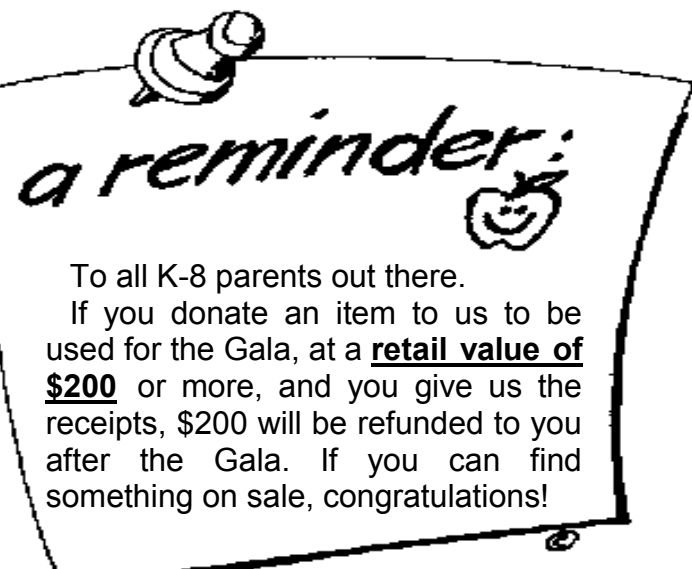 a reminder:
To all K-8 parents out there.
If you donate an item to us to be
used for the Gala, at a retail value of
$200 or more, and you give us the
receipts, $200 will be refunded to you
after the Gala. If you can find
something on sale, congratulations!
©